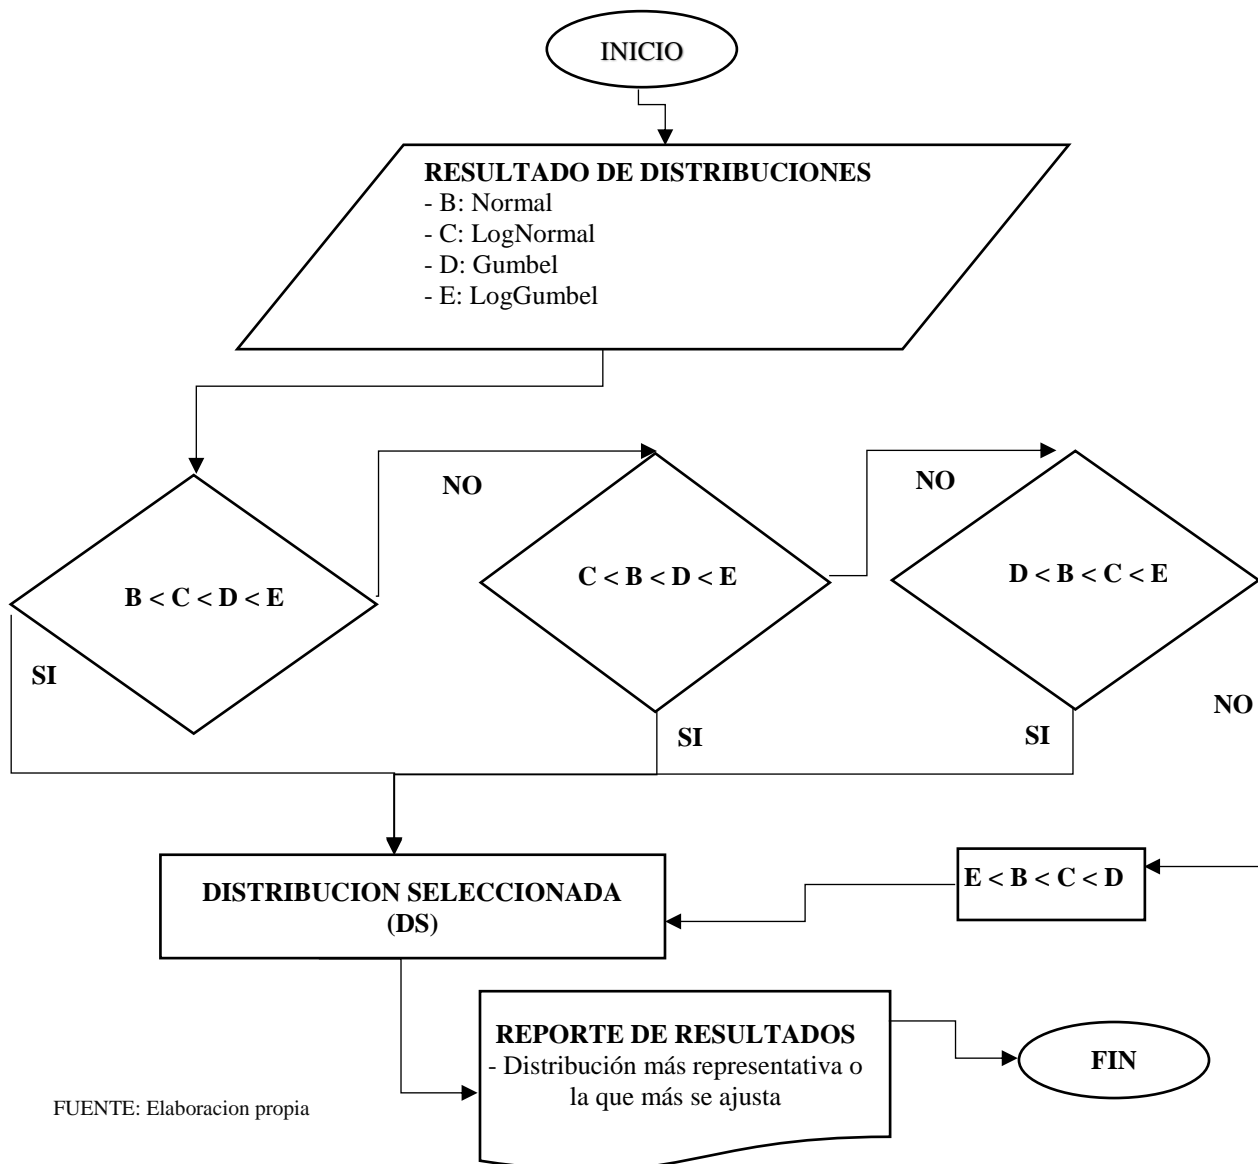 INICIO
RESULTADO DE DISTRIBUCIONES
- B: Normal
- C: LogNormal
- D: Gumbel
- E: LogGumbel
NO
NO
B < C < D < E
C < B < D < E
D < B < C < E
SI
SI
SI
NO
DISTRIBUCION SELECCIONADA
(DS)
E < B < C < D
REPORTE DE RESULTADOS
- Distribución más representativa o
la que más se ajusta
FIN
FUENTE: Elaboracion propia